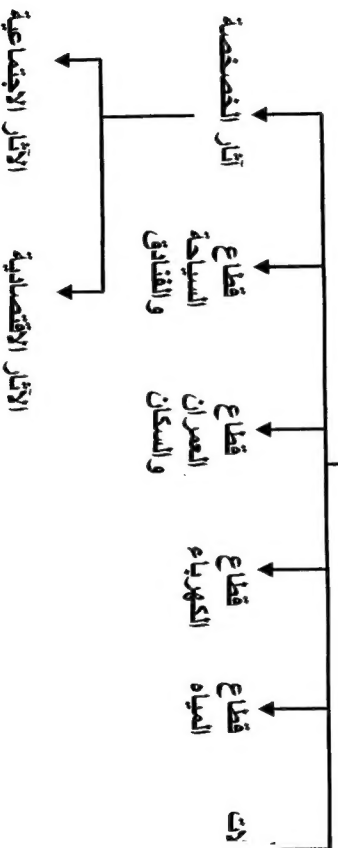 قطاع
المياه
قطاع
الكهرباء
قطاع
العمران
والسكان
قطاع
السياحة
والفنادق
آثار الخصخصة
الآثار الاقتصادية
الآثار الاجتماعية